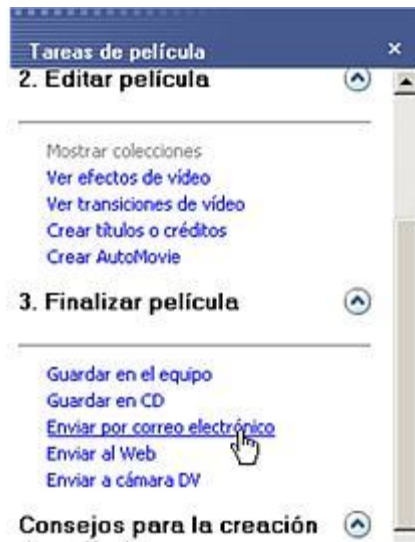 Tareas de película
2. Editar película
Mostrar colecciones
Ver efectos de vídeo
Ver transiciones de vídeo
Crear títulos o créditos
Crear AutoMovie
3. Finalizar película
Guardar en el equipo
Guardar en CD
Enviar por correo electrónico
Enviar al Web
Enviar a cámara DV
Consejos para la creación